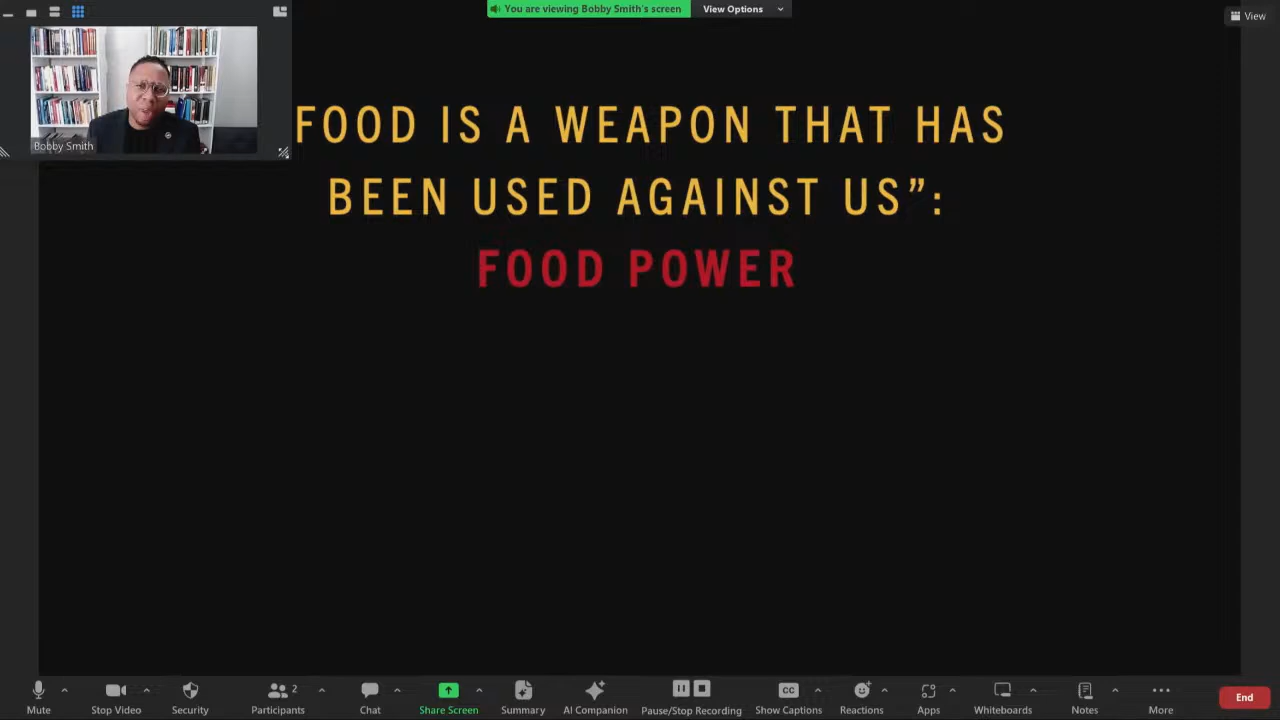 You are viewing Bobby Smith's screen
View Options
View
Bobby Smith
FOOD IS A WEAPON THAT HAS
BEEN USED AGAINST US”:
FOOD POWER
2
CC
Mute
Stop Video
Security
Participants
Chat
Share Screen
Summary
AI Companion
Pause/Stop Recording
Show Captions
Reactions
Apps
Whiteboards
Notes
More
End